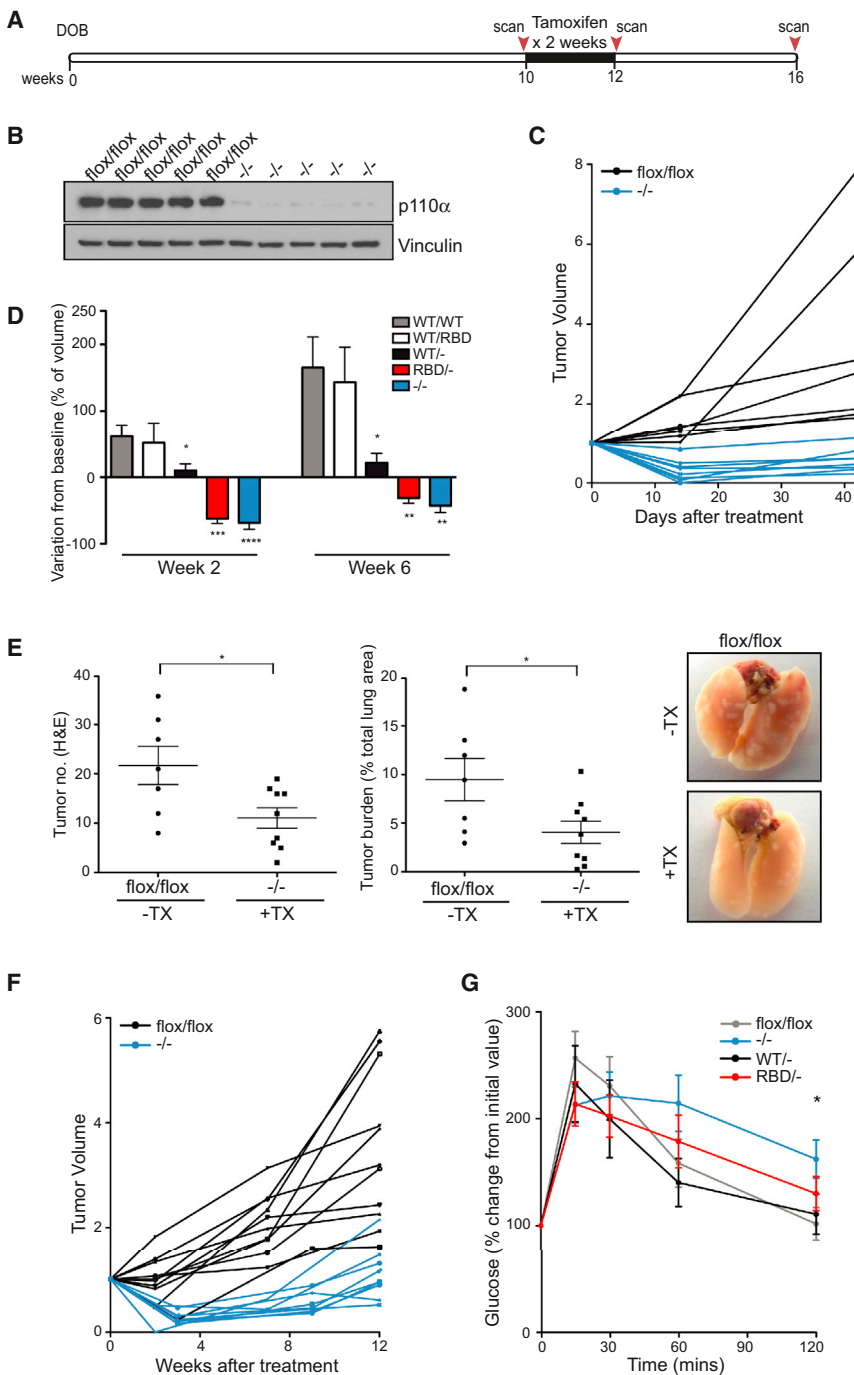 A
DOB
scan
Tamoxifen
x 2 weeks
scan
scan
weeks 0
10
12
16
B
flox/flox
flox/flox
flox/flox
flox/flox
flox/flox
-/-
-/-
-/-
-/-
-/-
p110α
Vinculin
C
flox/flox
-/-
Tumor Volume
8
6
4
2
0
0
10
20
30
40
Days after treatment
D
Variation from baseline (% of volume)
250
200
100
0
-100
WT/WT
WT/RBD
WT/-
RBD/-
-/-
*
***
****
*
**
**
Week 2
Week 6
E
Tumor no. (H&E)
40
30
20
10
0
*
flox/flox
-/-
-TX
+TX
Tumor burden (% total lung area)
20
15
10
5
0
*
flox/flox
-/-
-TX
+TX
flox/flox
-TX
+TX
F
flox/flox
-/-
Tumor Volume
6
4
2
0
0
4
8
12
Weeks after treatment
G
Glucose (% change from initial value)
300
200
100
0
flox/flox
-/-
WT/-
RBD/-
*
0
30
60
90
120
Time (mins)